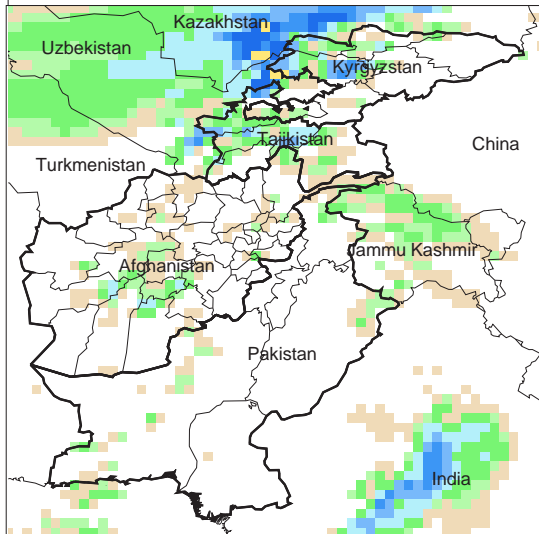 Kazakhstan
Uzbekistan
Kyrgyzstan
Tajikistan
China
Turkmenistan
Jammu Kashmir
Afghanistan
Pakistan
India